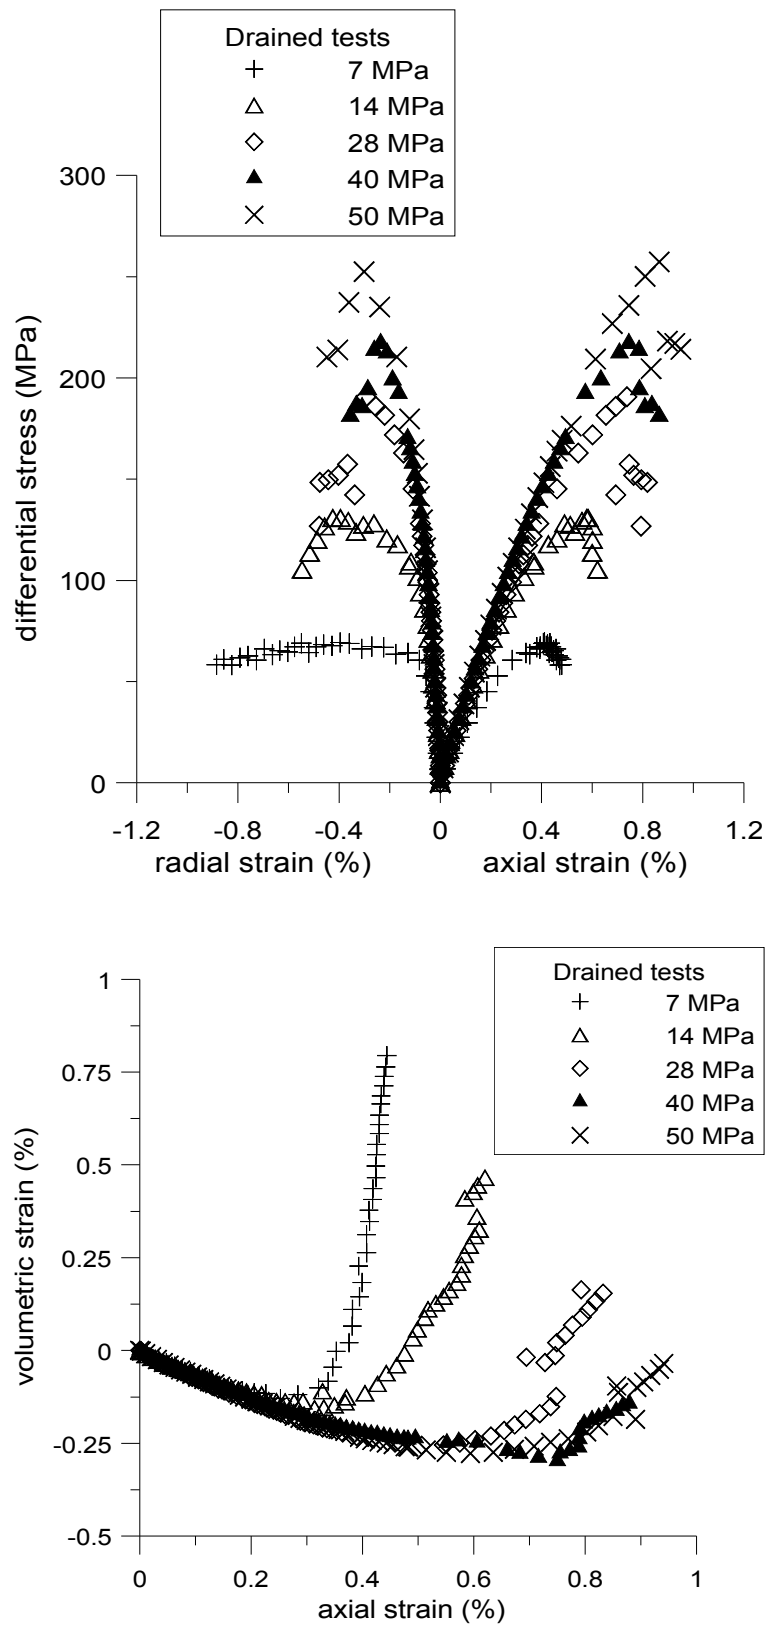 Drained tests
7 MPa
14 MPa
28 MPa
40 MPa
50 MPa
300
200
100
0
differential stress (MPa)
-1.2 -0.8 -0.4 0 0.4 0.8 1.2
radial strain (%) axial strain (%)
Drained tests
7 MPa
14 MPa
28 MPa
40 MPa
50 MPa
1
0.75
0.5
0.25
0
-0.25
-0.5
volumetric strain (%)
0 0.2 0.4 0.6 0.8 1
axial strain (%)